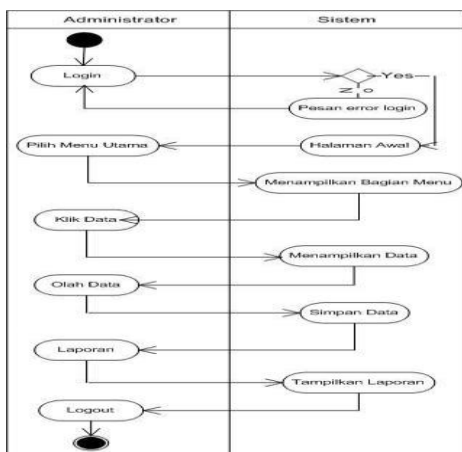 Administrator
Sistem
Login
Yes
No
Pesan error login
Pilih Menu Utama
Halaman Awal
Menampilkan Bagian Menu
Klik Data
Menampilkan Data
Olah Data
Simpan Data
Laporan
Tampilkan Laporan
Logout